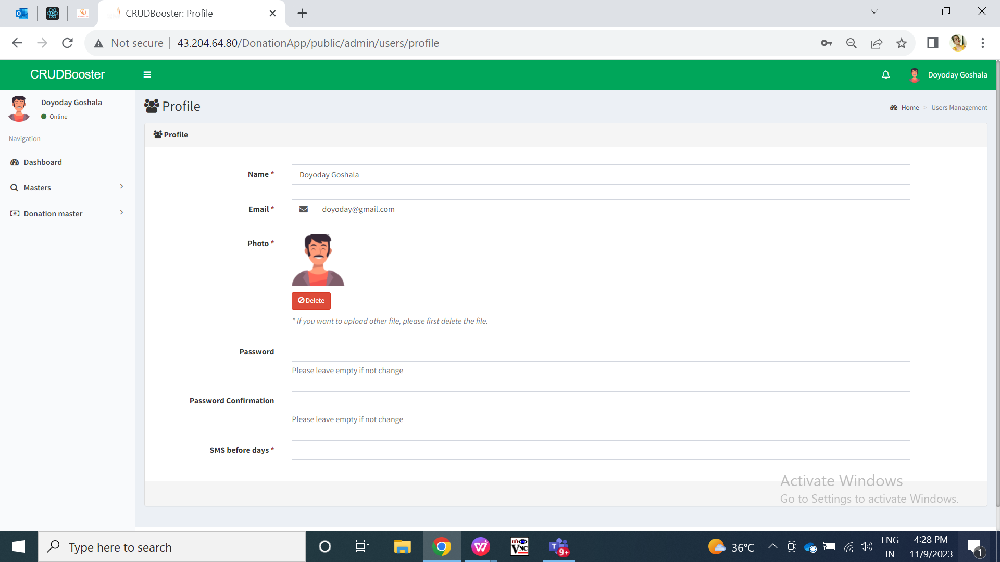 CRUDBooster: Profile
Not secure
43.204.64.80/DonationApp/public/admin/users/profile
CRUDBooster
Doyoday Goshala
Doyoday Goshala
Online
Profile
Home > Users Management
Navigation
Dashboard
Masters
Donation master
Profile
Name *
Doyoday Goshala
Email *
doyoday@gmail.com
Photo *
Delete
* If you want to upload other file, please first delete the file.
Password
Please leave empty if not change
Password Confirmation
Please leave empty if not change
SMS before days *
Activate Windows
Go to Settings to activate Windows.
Type here to search
VNC
T 9+
36°C
ENG
IN
4:28 PM
11/9/2023
1